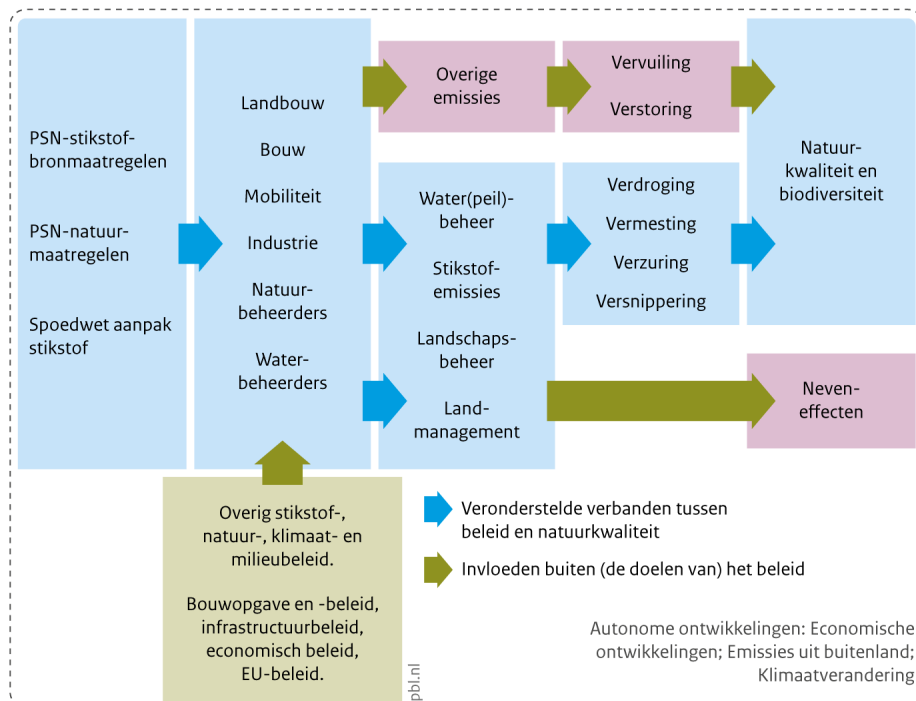 PSN-stikstof-
bronmaatregelen
PSN-natuur-
maatregelen
Spoedwet aanpak
stikstof
Landbouw
Bouw
Mobiliteit
Industrie
Natuur-
beheerders
Water-
beheerders
Overige
emissies
Vervuiling
Verstoring
Water(peil)-
beheer
Stikstof-
emissies
Landschaps-
beheer
Land-
management
Verdroging
Vermesting
Verzuring
Versnippering
Natuur-
kwaliteit en
biodiversiteit
Neven-
effecten
Overig stikstof-,
natuur-, klimaat- en
milieubeleid.
Bouwopgave en -beleid,
infrastructuurbeleid,
economisch beleid,
EU-beleid.
pbl.nl
Veronderstelde verbanden tussen
beleid en natuurkwaliteit
Invloeden buiten (de doelen van) het beleid
Autonome ontwikkelingen: Economische
ontwikkelingen; Emissies uit buitenland;
Klimaatverandering